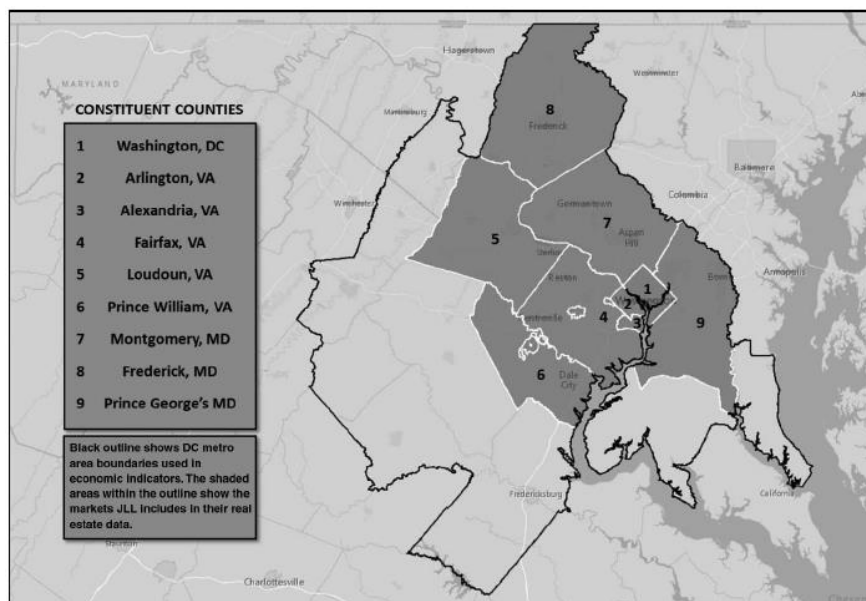 Hagerstown
Westminster
MARYLAND
CONSTITUENT COUNTIES
1 Washington, DC
2 Arlington, VA
3 Alexandria, VA
4 Fairfax, VA
5 Loudoun, VA
6 Prince William, VA
7 Montgomery, MD
8 Frederick, MD
9 Prince George's MD
Black outline shows DC metro
area boundaries used in
economic indicators. The shaded
areas within the outline show the
markets JLL includes in their real
estate data.
Martinsburg
8
Frederick
Baltimore
Winchester
Columbia
Germantown
7
Aspen
Hill
5
Reston
Annapolis
1
2
3
4
9
6
Dale
City
Fredericksburg
California
Staunton
Charlottesville